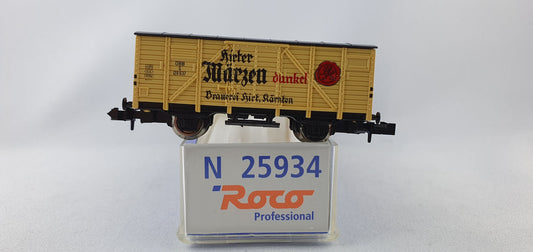 Hirter
Märzen dunkel
Brauerei Hirt, Kärnten
N 25934
Roco
Professional